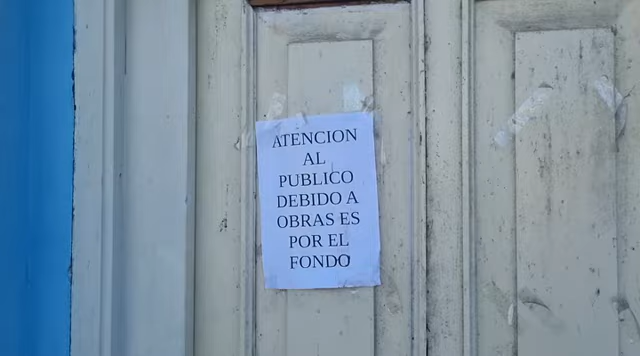 ATENCION
AL
PUBLICO
DEBIDO A
OBRAS ES
POR EL
FONDO